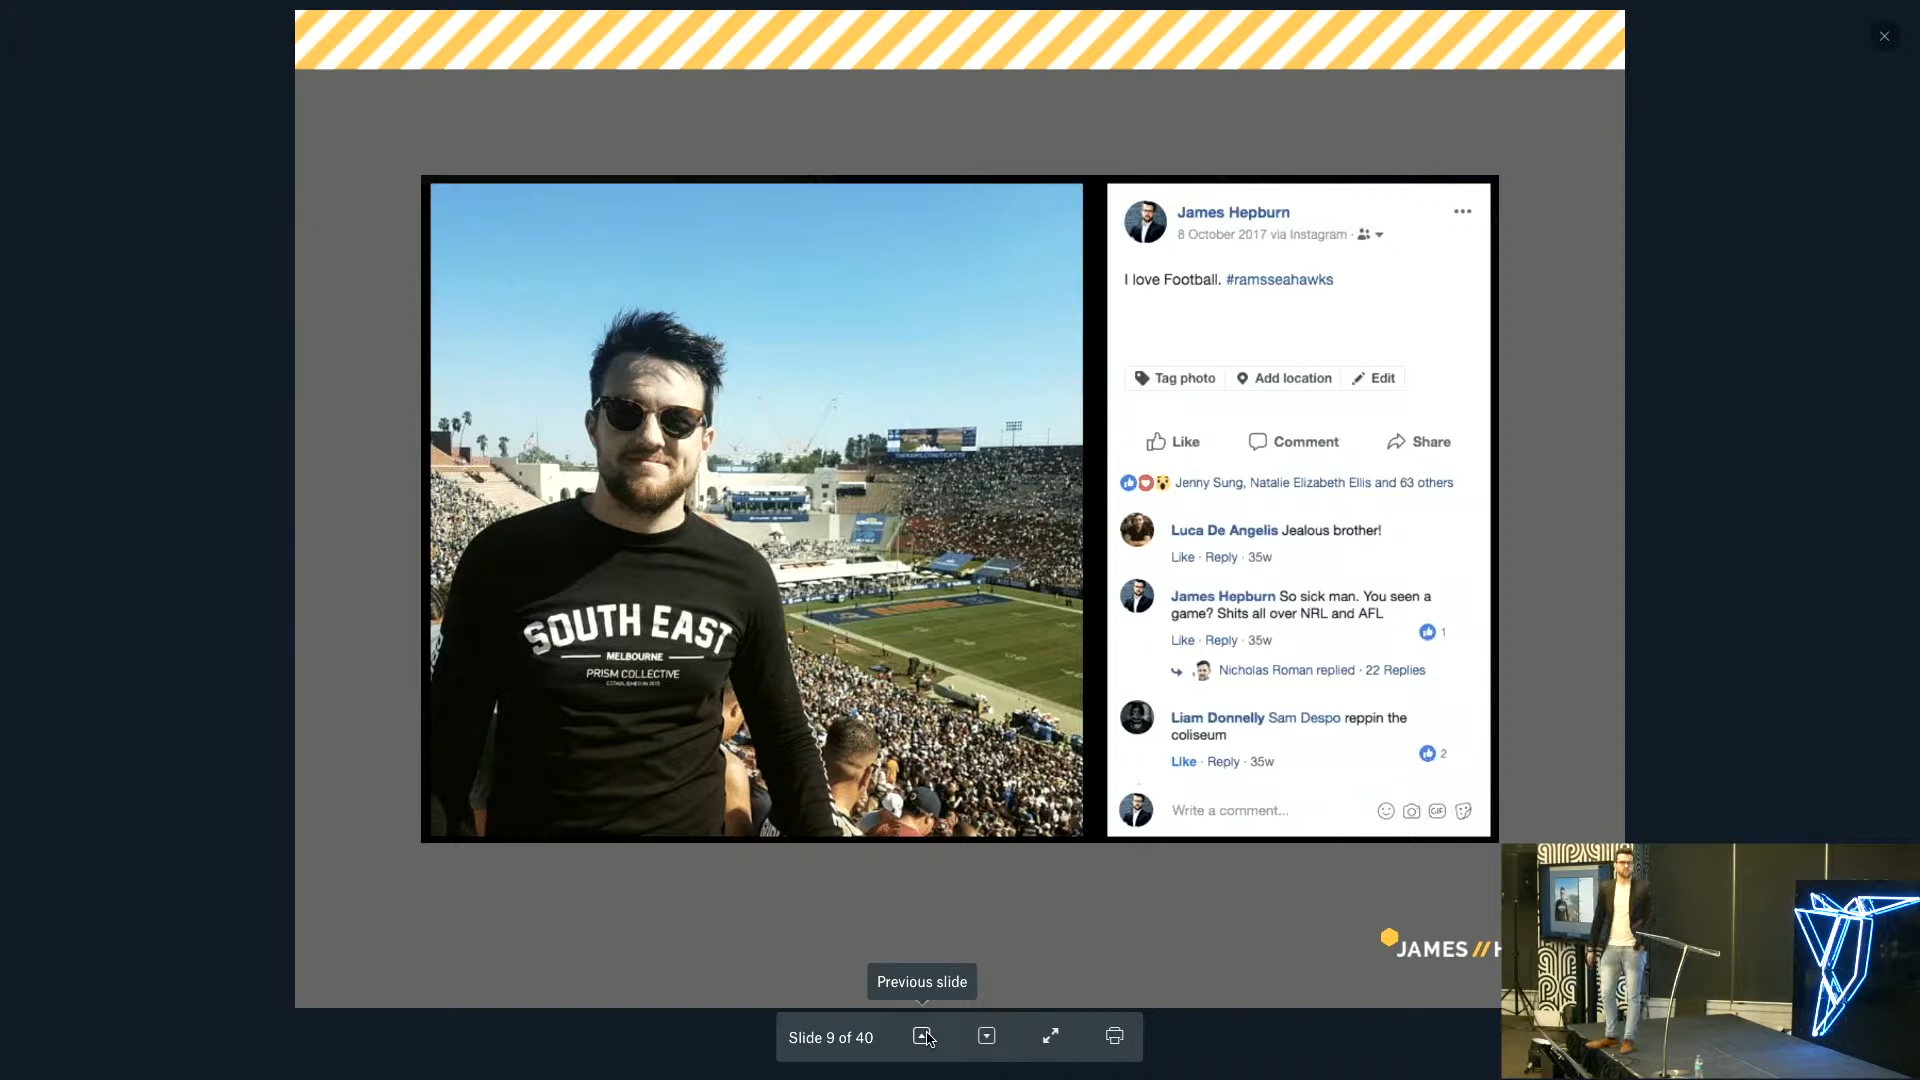 James Hepburn
8 October 2017 via Instagram ·
I love Football. #ramsseahawks
Tag photo
Add location
Edit
Like
Comment
Share
Jenny Sung, Natalie Elizabeth Ellis and 63 others
Luca De Angelis Jealous brother!
Like · Reply · 35w
James Hepburn So sick man. You seen a
game? Shits all over NRL and AFL
1
Like · Reply · 35w
Nicholas Roman replied · 22 Replies
Liam Donnelly Sam Despo reppin the
coliseum
2
Like · Reply · 35w
Write a comment...
GIF
SOUTH EAST
MELBOURNE
PRISM COLLECTIVE
JAMES // H
Previous slide
Slide 9 of 40